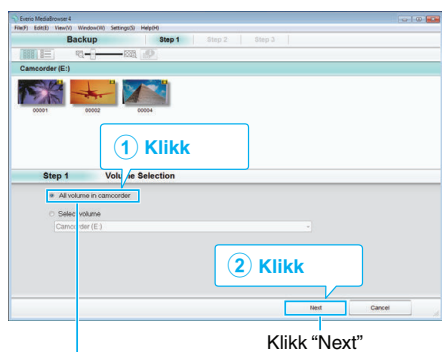 Everio MediaBrowser 4
File(F) Edit(E) View(V) Window(W) Settings(S) Help(H)
Backup Step 1 Step 2 Step 3
Camcorder (E:)
00001 00002 00004
1 Klikk
Step 1 Volume Selection
All volume in camcorder
Select volume
Camcorder (E:)
2 Klikk
Next Cancel
Klikk “Next”